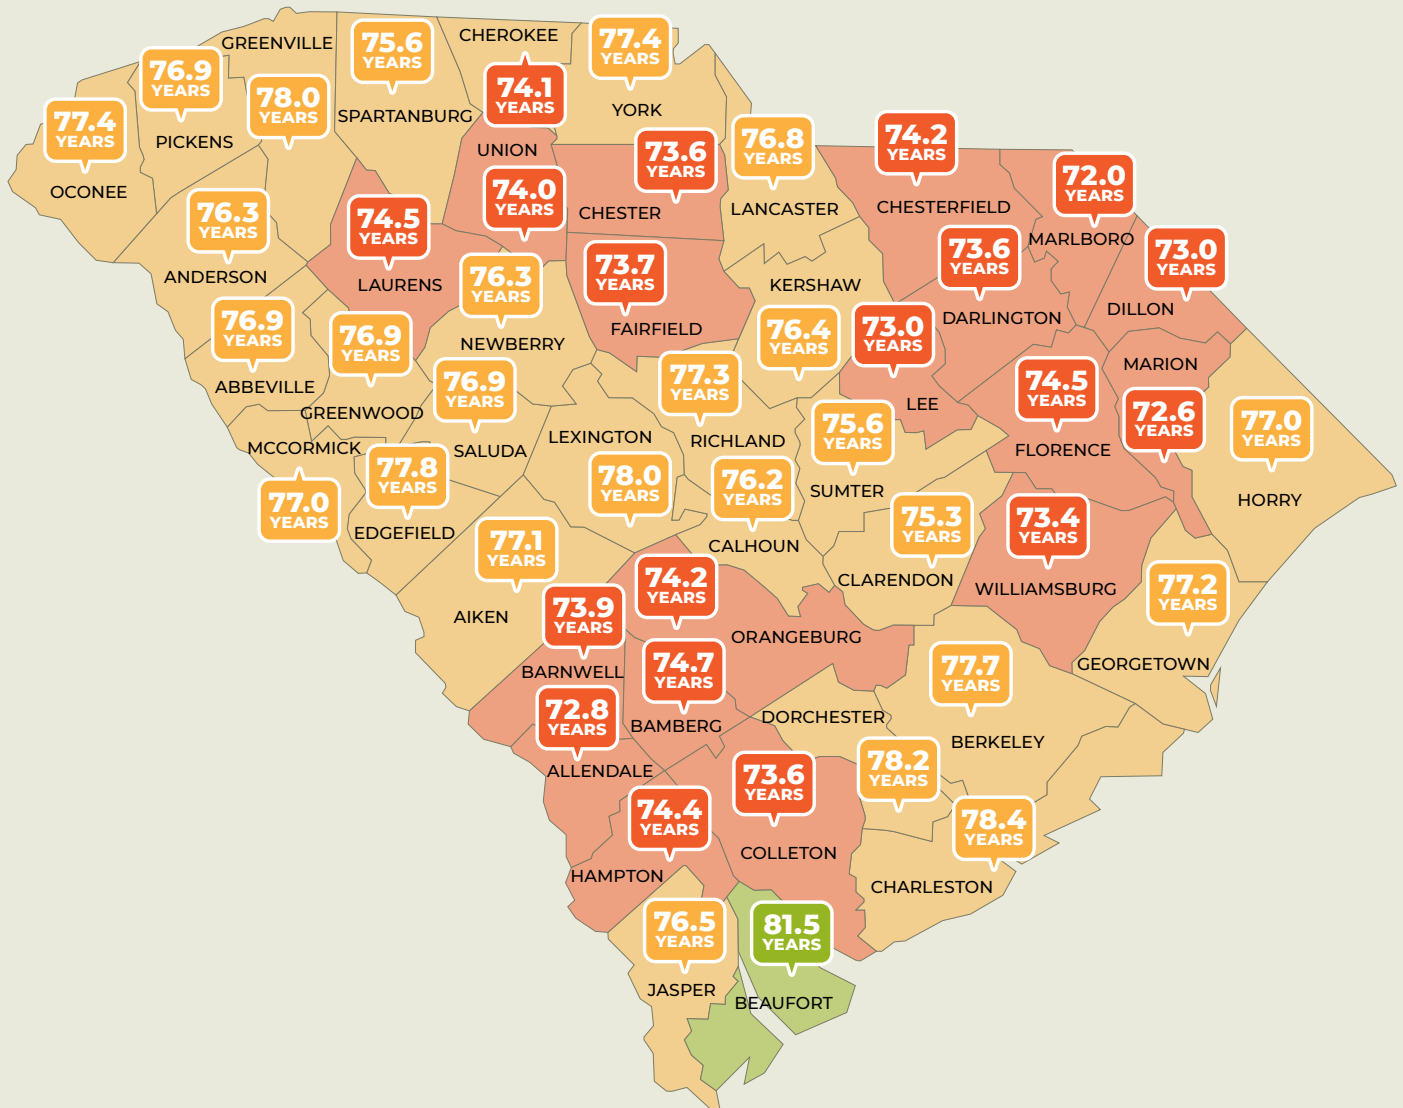 GREENVILLE
78.0
YEARS
75.6
YEARS
SPARTANBURG
CHEROKEE
74.1
YEARS
77.4
YEARS
YORK
76.9
YEARS
PICKENS
77.4
YEARS
OCONEE
UNION
74.0
YEARS
73.6
YEARS
CHESTER
76.8
YEARS
LANCASTER
74.2
YEARS
CHESTERFIELD
72.0
YEARS
MARLBORO
76.3
YEARS
ANDERSON
74.5
YEARS
LAURENS
76.3
YEARS
NEWBERRY
73.7
YEARS
FAIRFIELD
KERSHAW
76.4
YEARS
73.6
YEARS
DARLINGTON
73.0
YEARS
DILLON
76.9
YEARS
ABBEVILLE
76.9
YEARS
GREENWOOD
76.9
YEARS
SALUDA
77.3
YEARS
RICHLAND
73.0
YEARS
LEE
74.5
YEARS
FLORENCE
MARION
72.6
YEARS
77.0
YEARS
HORRY
MCCORMICK
77.0
YEARS
77.8
YEARS
EDGEFIELD
LEXINGTON
78.0
YEARS
76.2
YEARS
CALHOUN
75.6
YEARS
SUMTER
75.3
YEARS
CLARENDON
73.4
YEARS
WILLIAMSBURG
77.2
YEARS
GEORGETOWN
77.1
YEARS
AIKEN
73.9
YEARS
BARNWELL
74.2
YEARS
ORANGEBURG
74.7
YEARS
BAMBERG
77.7
YEARS
BERKELEY
72.8
YEARS
ALLENDALE
DORCHESTER
78.2
YEARS
74.4
YEARS
HAMPTON
73.6
YEARS
COLLETON
78.4
YEARS
CHARLESTON
76.5
YEARS
JASPER
81.5
YEARS
BEAUFORT